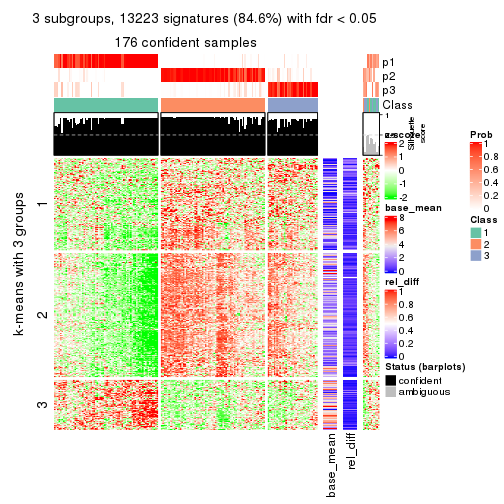 3 subgroups, 13223 signatures (84.6%) with fdr < 0.05
176 confident samples
p1
p2
p3
Class
1
Silhouette
score
k-means with 3 groups
1
2
3
base_mean
rel_diff
z-score
2
1
0
-1
-2
base_mean
8
6
4
2
0
rel_diff
1
0.8
0.6
0.4
0.2
0
Status (barplots)
confident
ambiguous
Prob
1
0.8
0.6
0.4
0.2
0
Class
1
2
3